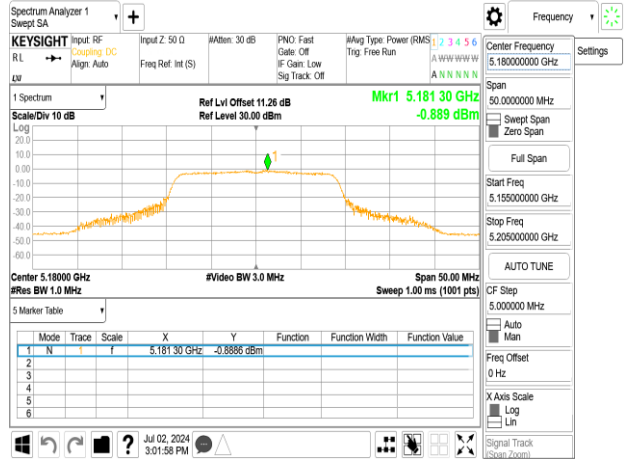 Spectrum Analyzer 1
Swept SA
Frequency
KEYSIGHT
RL
Input: RF
Coupling: DC
Align: Auto
Input Z: 50 Ω
Freq Ref: Int (S)
#Atten: 30 dB
PNO: Fast
Gate: Off
IF Gain: Low
Sig Track: Off
#Avg Type: Power (RMS
Trig: Free Run
1 2 3 4 5 6
A W W W W W
A N N N N N
1 Spectrum
Scale/Div 10 dB
Ref Lvl Offset 11.26 dB
Ref Level 30.00 dBm
Mkr1 5.181 30 GHz
-0.889 dBm
Log
20.0
10.0
0.00
-10.0
-20.0
-30.0
-40.0
-50.0
-60.0
1
Center 5.18000 GHz
#Res BW 1.0 MHz
#Video BW 3.0 MHz
Span 50.00 MHz
Sweep 1.00 ms (1001 pts)
5 Marker Table
Mode Trace Scale X Y Function Function Width Function Value
1 N 1 f 5.181 30 GHz -0.8886 dBm
2
3
4
5
6
Jul 02, 2024
3:01:58 PM
Center Frequency
5.180000000 GHz
Settings
Span
50.0000000 MHz
Swept Span
Zero Span
Full Span
Start Freq
5.155000000 GHz
Stop Freq
5.205000000 GHz
AUTO TUNE
CF Step
5.000000 MHz
Auto
Man
Freq Offset
0 Hz
X Axis Scale
Log
Lin
Signal Track
(Span Zoom)